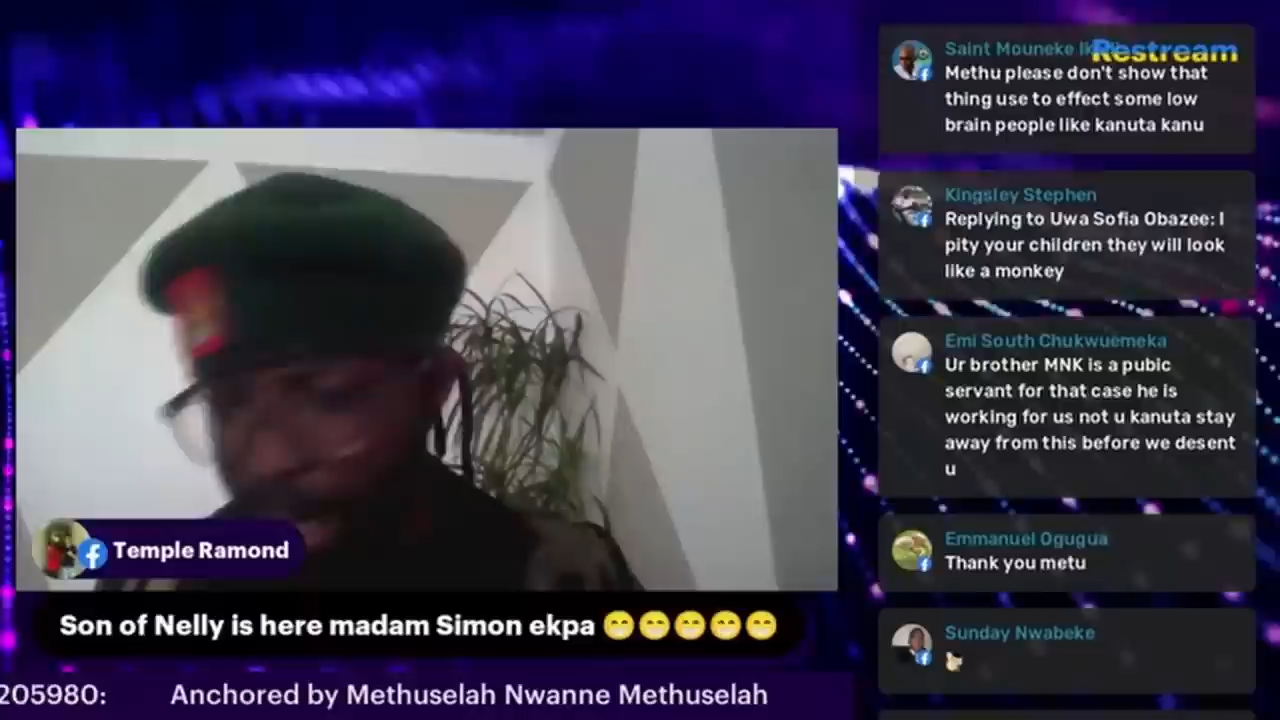 Saint Mouneke
Restream
Methu please don't show that
thing use to effect some low
brain people like kanuta kanu
Kingsley Stephen
Replying to Uwa Sofia Obazee: I
pity your children they will look
like a monkey
Emi South Chukwuemeka
Ur brother MNK is a pubic
servant for that case he is
working for us not u kanuta stay
away from this before we desent
u
Emmanuel Ogugua
Thank you metu
Sunday Nwabeke
Temple Ramond
Son of Nelly is here madam Simon ekpa 😁😁😁😁😁
205980: Anchored by Methuselah Nwanne Methuselah